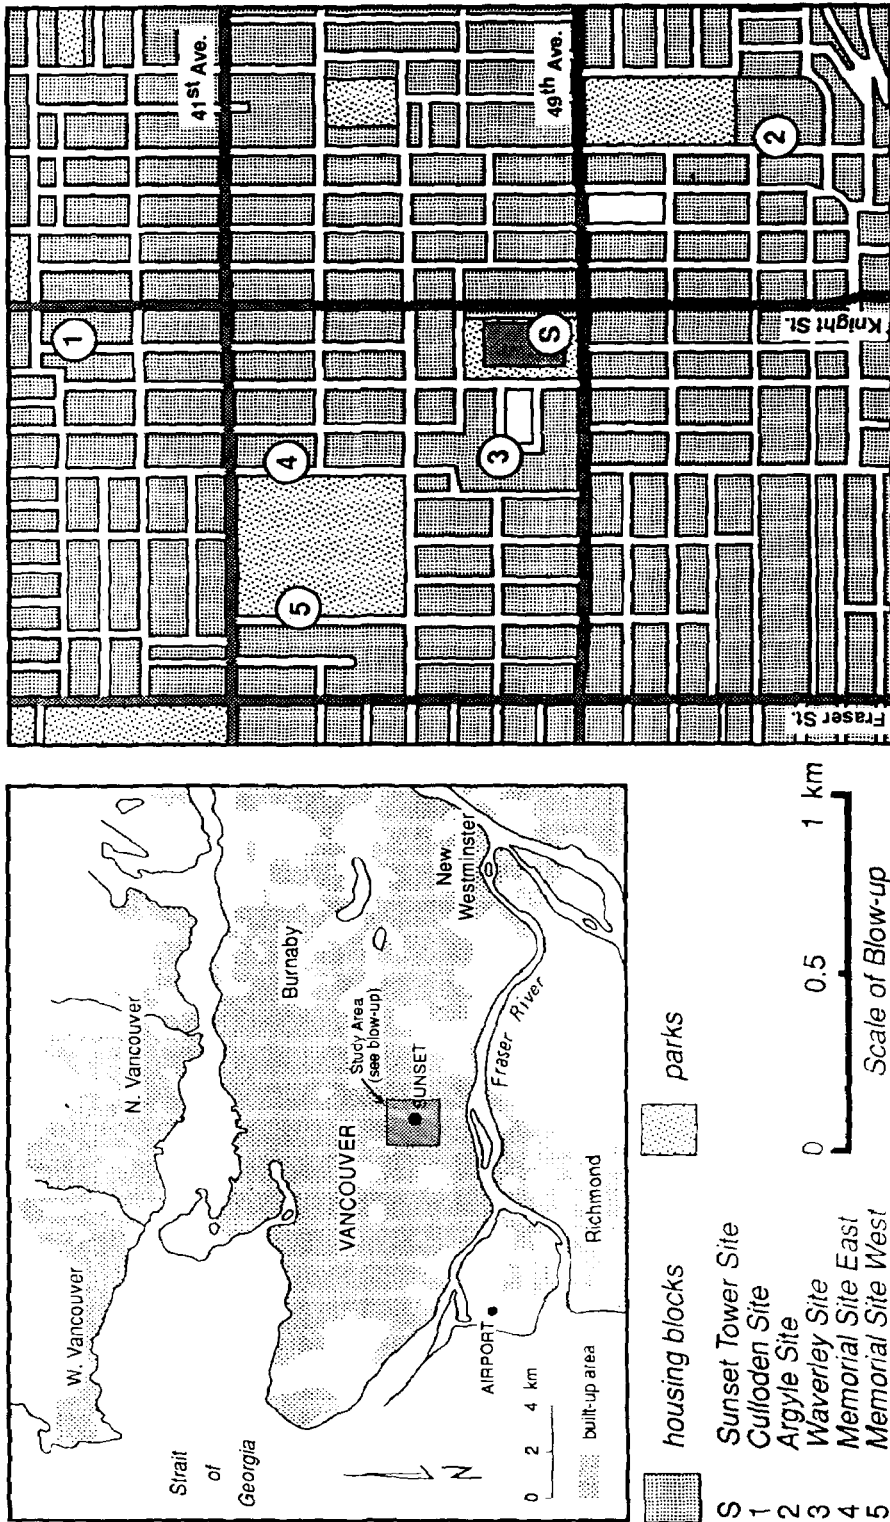 Strait
of
Georgia
W. Vancouver
N. Vancouver
Burnaby
VANCOUVER
Study Area
(see blow-up)
SUNSET
New
Westminster
Fraser River
Richmond
AIRPORT
N
0 2 4 km
built-up area
41st Ave.
49th Ave.
Knight St.
Fraser St.
1
2
3
4
5
S
housing blocks
parks
S Sunset Tower Site
1 Culloden Site
2 Argyle Site
3 Waverley Site
4 Memorial Site East
5 Memorial Site West
0 0.5 1 km
Scale of Blow-up